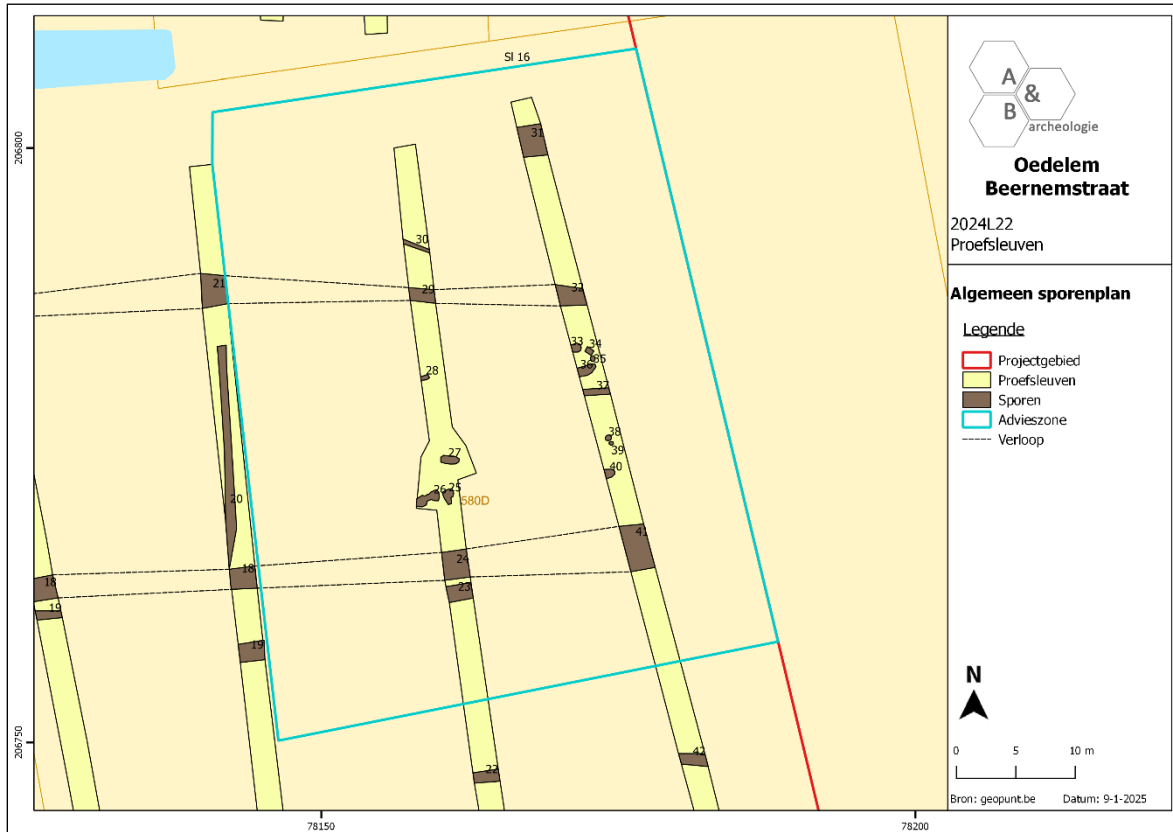 Sl 16
206800
31
30
21
29
32
33
34
35
36
28
37
38
39
27
40
26
25
20
580D
41
24
18
18
23
19
19
42
22
206750
78150
78200
A
&
B
archeologie
Oedelem
Beernemstraat
2024L22
Proefsleuven
Algemeen sporenplan
Legende
Projectgebied
Proefsleuven
Sporen
Advieszone
Verloop
N
0 5 10 m
Bron: geopunt.be Datum: 9-1-2025